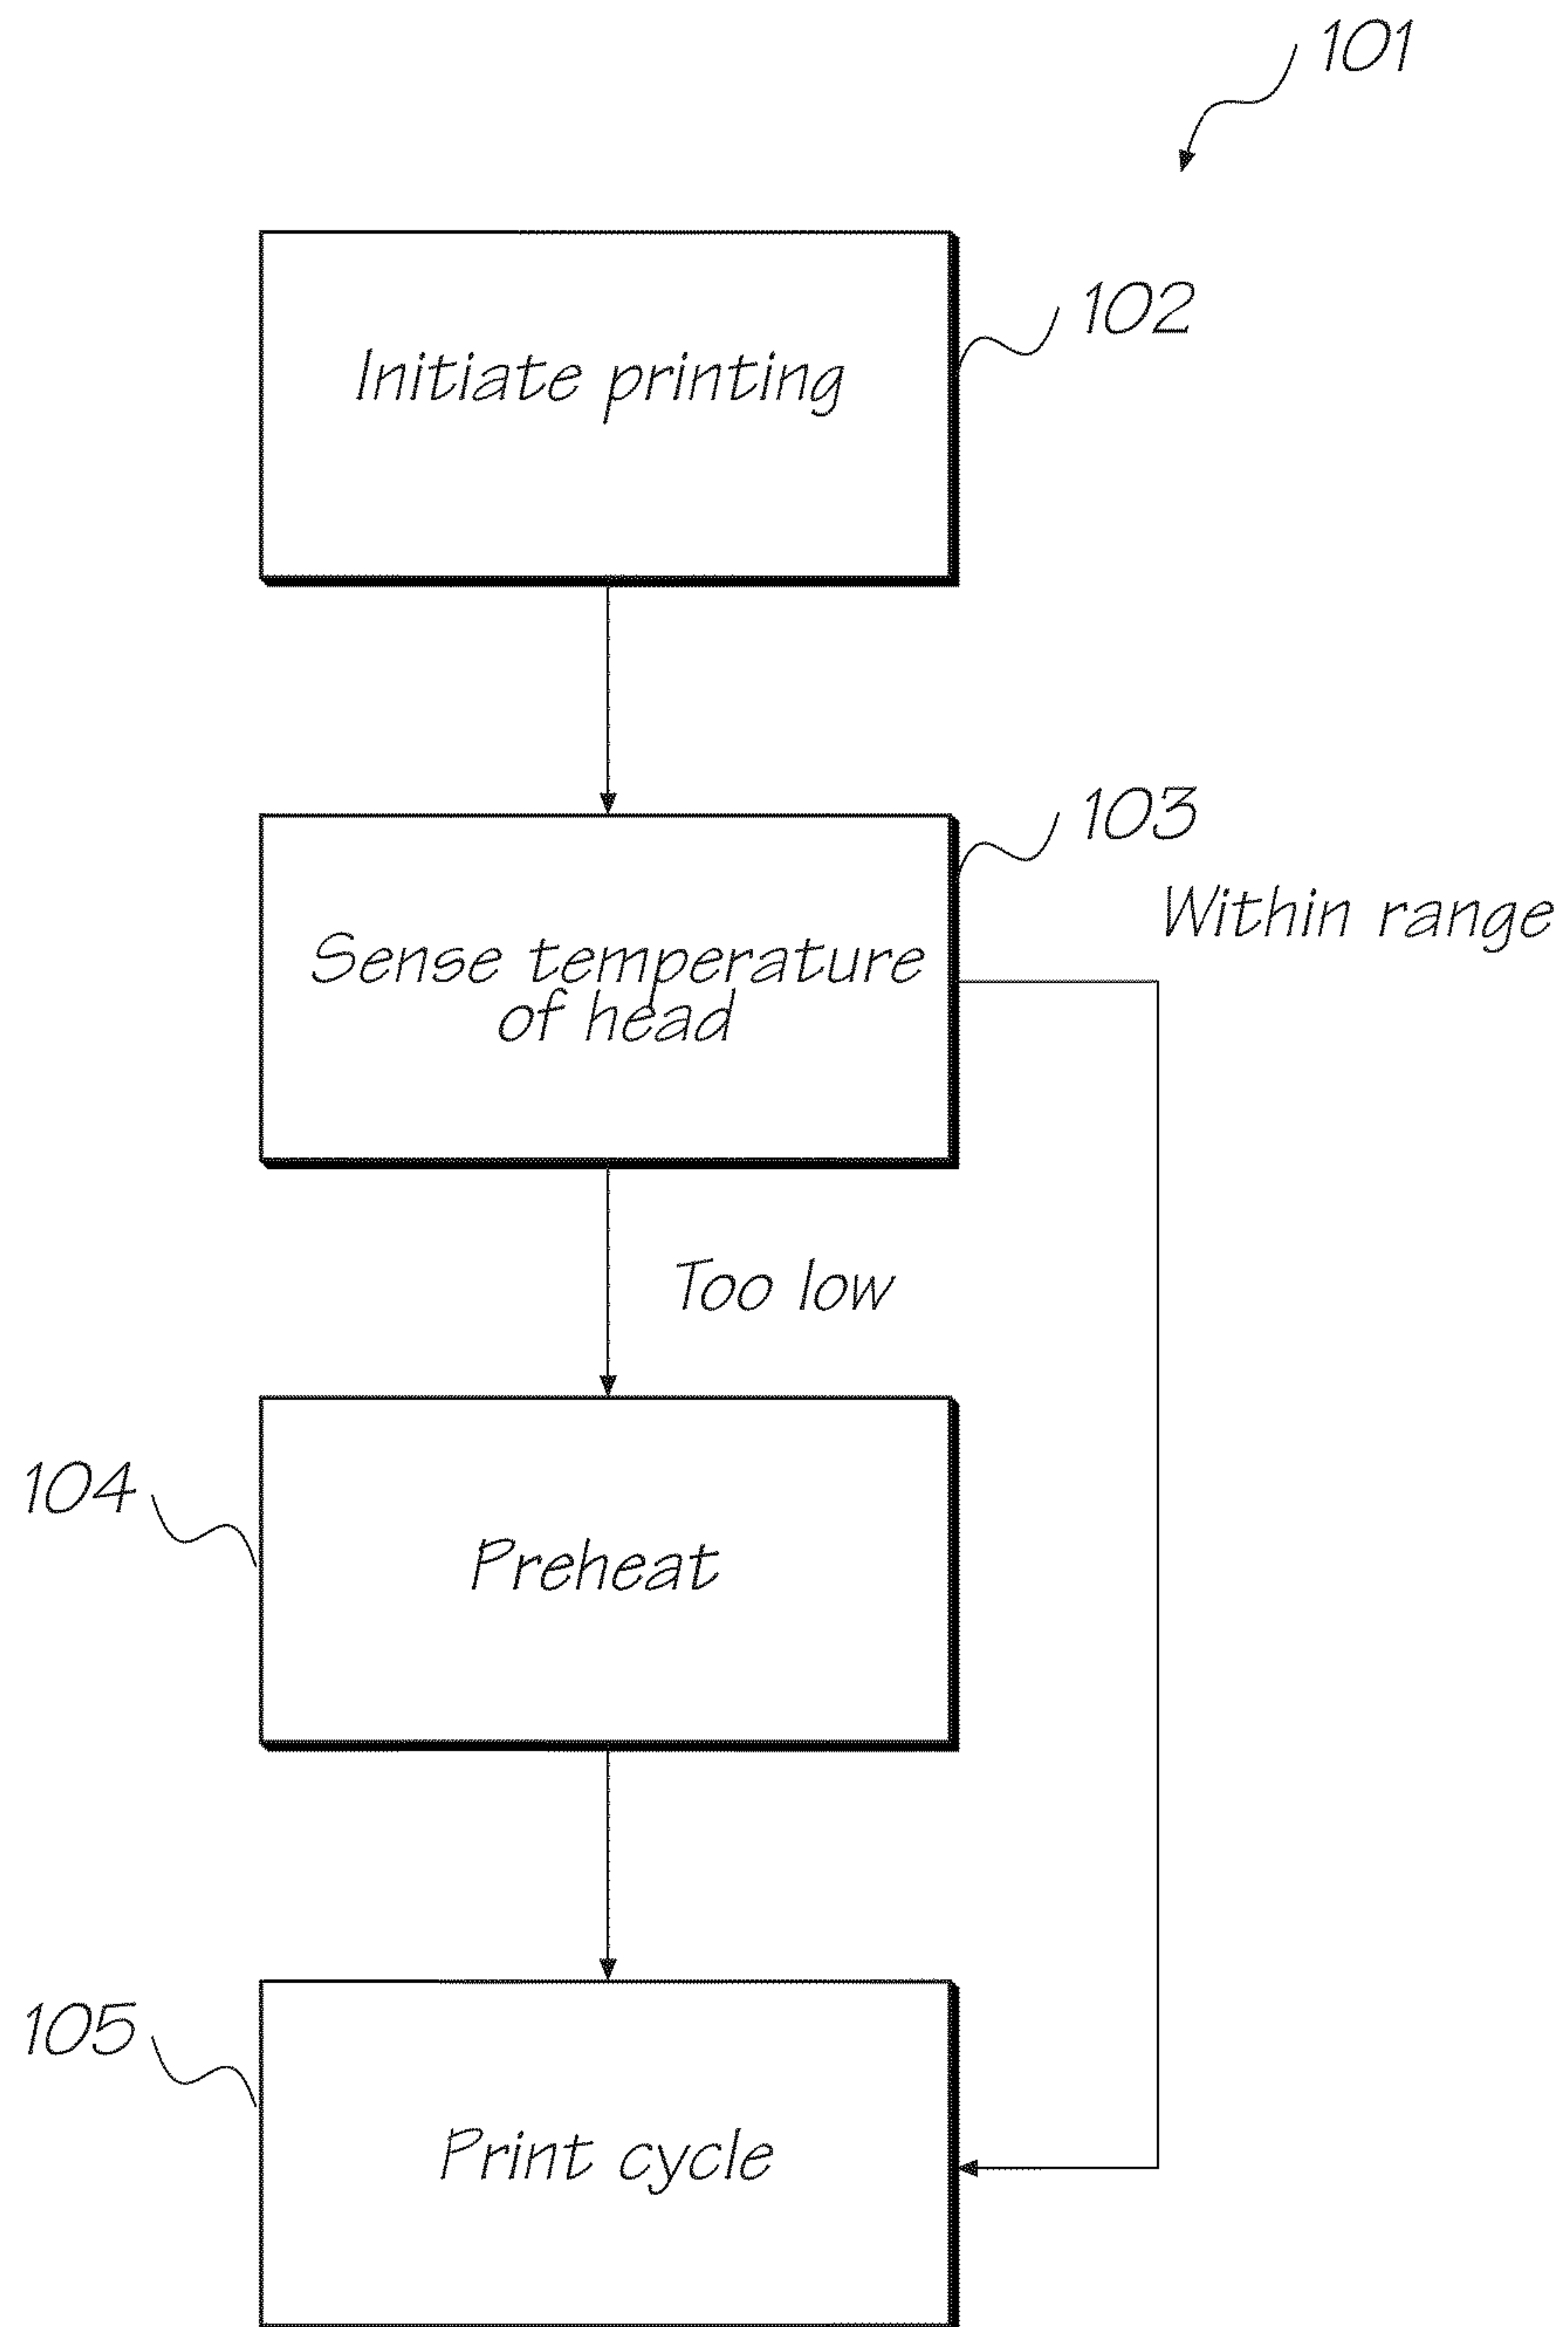 101
102
Initiate printing
103
Within range
Sense temperature
of head
Too low
104
Preheat
105
Print cycle